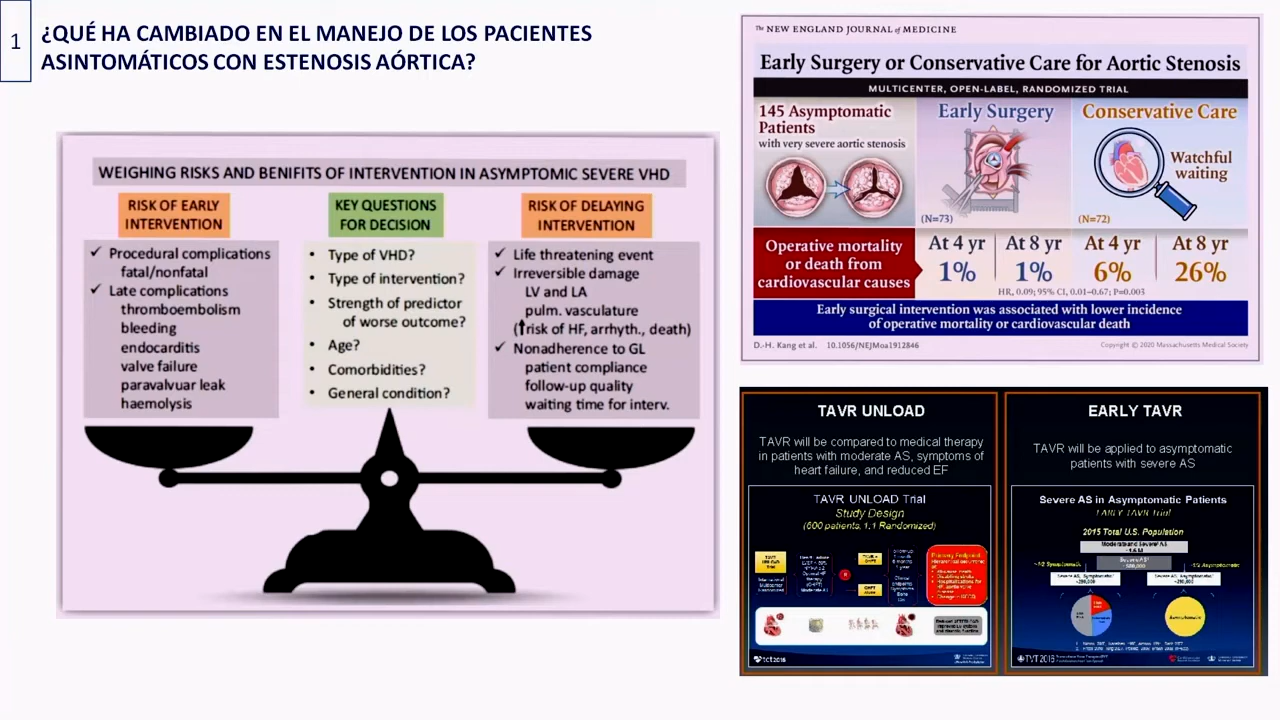 1
¿QUÉ HA CAMBIADO EN EL MANEJO DE LOS PACIENTES
ASINTOMÁTICOS CON ESTENOSIS AÓRTICA?
WEIGHING RISKS AND BENIFITS OF INTERVENTION IN ASYMPTOMIC SEVERE VHD
RISK OF EARLY
INTERVENTION
✓ Procedural complications
fatal/nonfatal
✓ Late complications
thromboembolism
bleeding
endocarditis
valve failure
paravalvuar leak
haemolysis
KEY QUESTIONS
FOR DECISION
• Type of VHD?
• Type of intervention?
• Strength of predictor
of worse outcome?
• Age?
• Comorbidities?
• General condition?
RISK OF DELAYING
INTERVENTION
✓ Life threatening event
✓ Irreversible damage
LV and LA
pulm. vasculature
(↑risk of HF, arrhyth., death)
✓ Nonadherence to GL
patient compliance
follow-up quality
waiting time for interv.
The NEW ENGLAND JOURNAL of MEDICINE
Early Surgery or Conservative Care for Aortic Stenosis
MULTICENTER, OPEN-LABEL, RANDOMIZED TRIAL
145 Asymptomatic
Patients
with very severe aortic stenosis
Early Surgery
(N=73)
Conservative Care
Watchful
waiting
(N=72)
Operative mortality
or death from
cardiovascular causes
At 4 yr
1%
At 8 yr
1%
At 4 yr
6%
At 8 yr
26%
HR, 0.09; 95% CI, 0.01–0.67; P=0.003
Early surgical intervention was associated with lower incidence
of operative mortality or cardiovascular death
D.-H. Kang et al. 10.1056/NEJMoa1912846
Copyright © 2020 Massachusetts Medical Society
TAVR UNLOAD
TAVR will be compared to medical therapy
in patients with moderate AS, symptoms of
heart failure, and reduced EF
TAVR UNLOAD Trial
Study Design
(600 patients, 1:1 Randomized)
Primary Endpoint
EARLY TAVR
TAVR will be applied to asymptomatic
patients with severe AS
Severe AS in Asymptomatic Patients
EARLY TAVR Trial
2015 Total U.S. Population